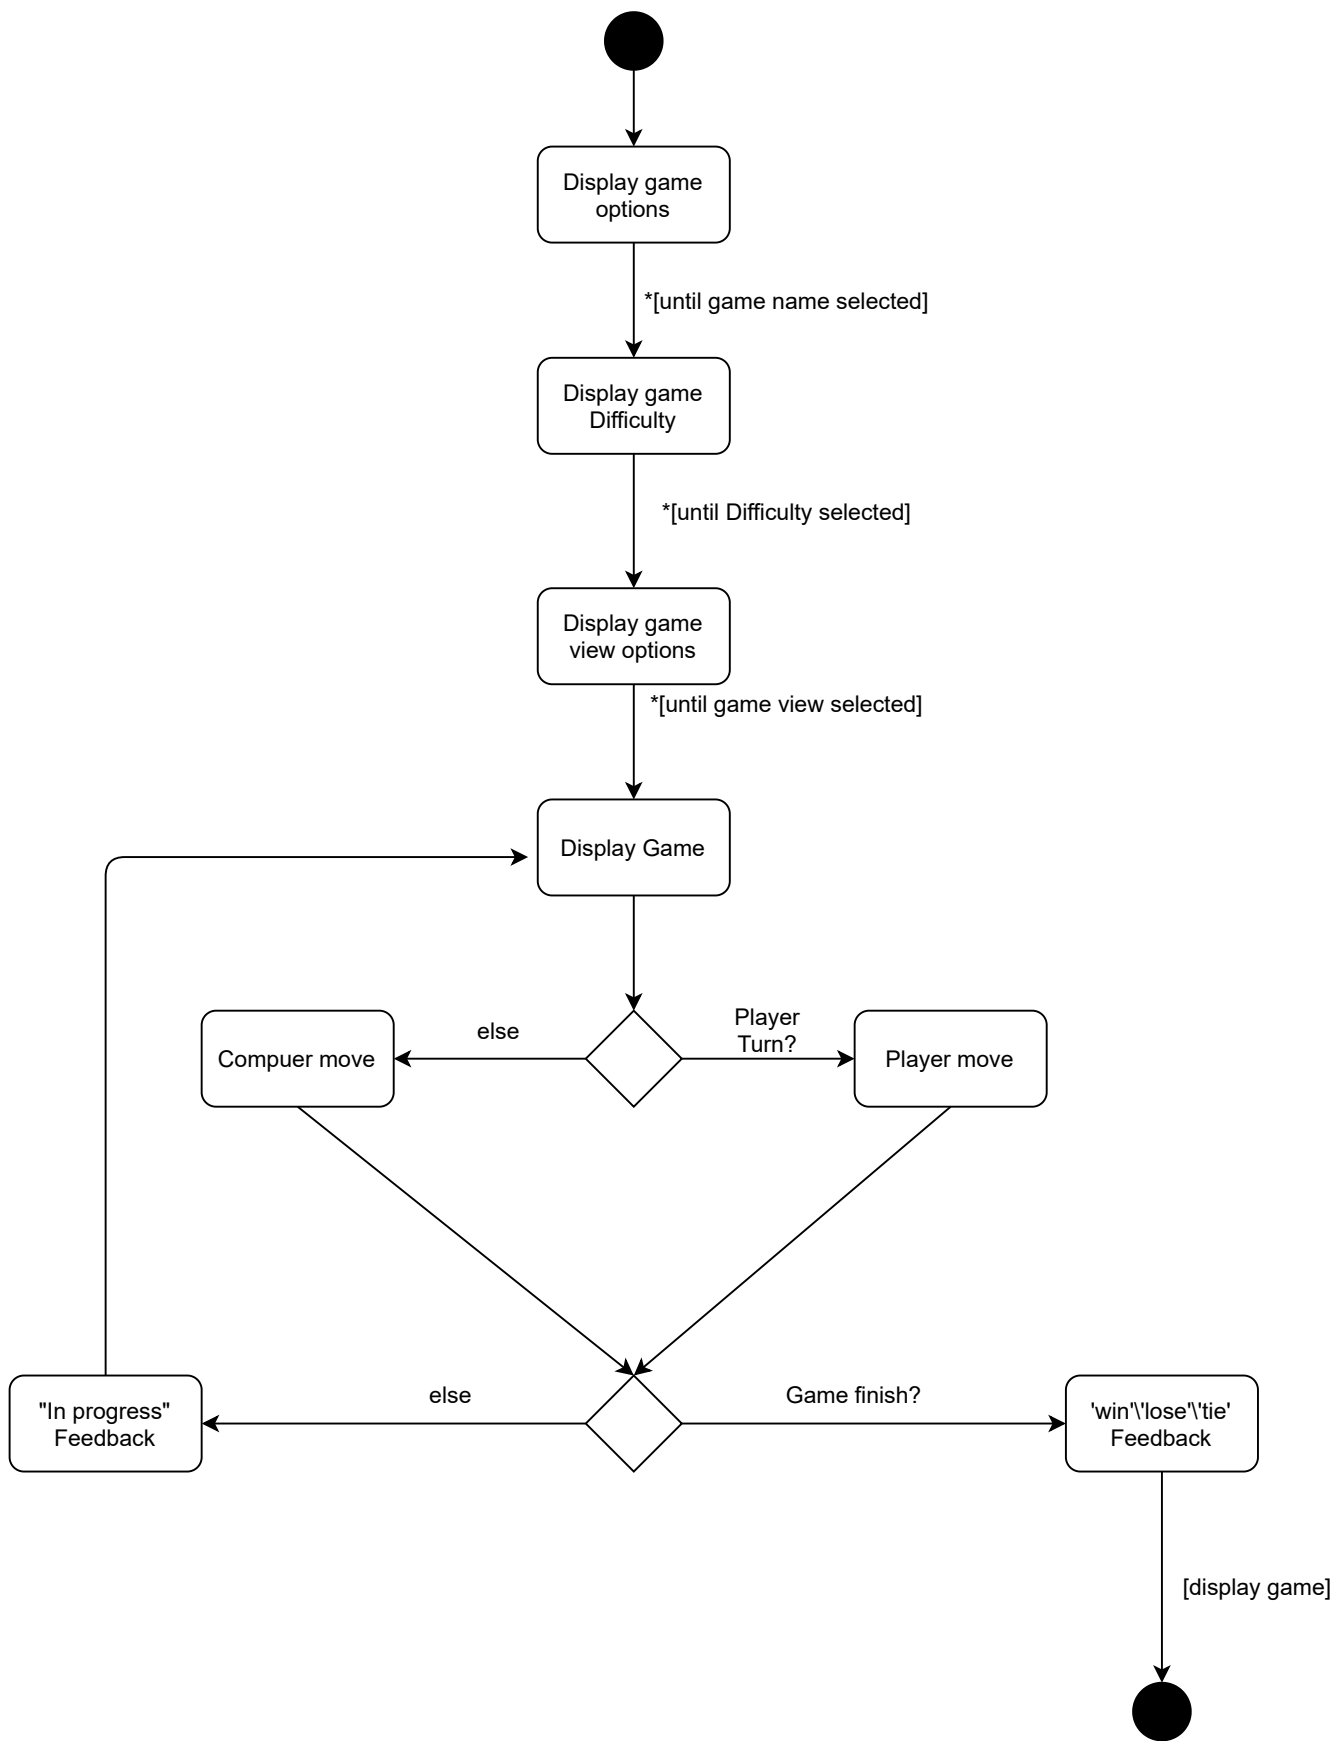 Display game
options
*[until game name selected]
Display game
Difficulty
*[until Difficulty selected]
Display game
view options
*[until game view selected]
Display Game
else
Player
Turn?
Compuer move
Player move
else
Game finish?
"In progress"
Feedback
'win'\'lose'\'tie'
Feedback
[display game]